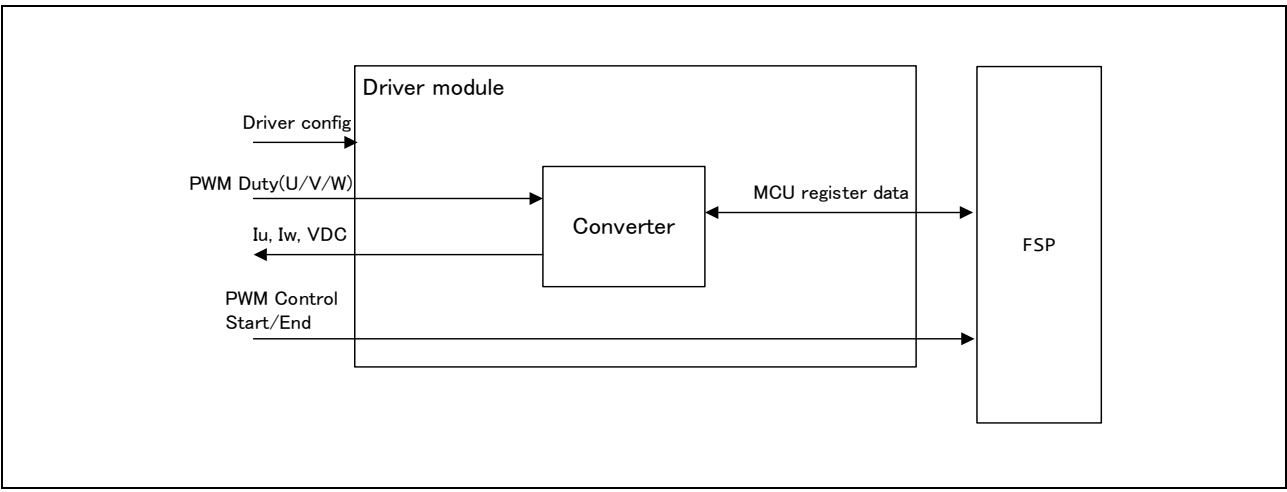 Driver module
Driver config
PWM Duty(U/V/W)
MCU register data
Converter
Iu, Iw, VDC
FSP
PWM Control
Start/End